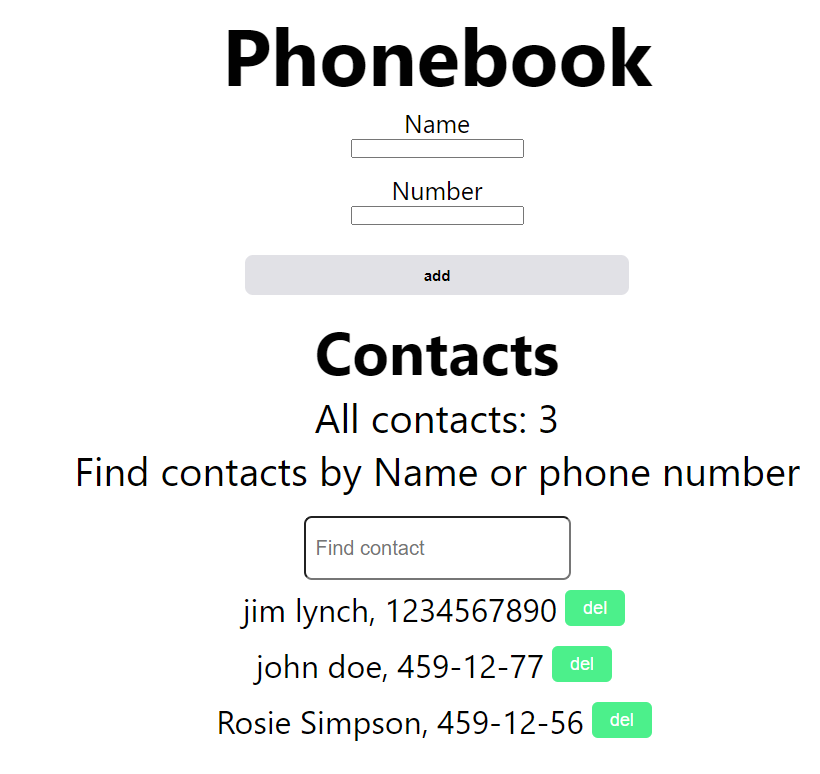 Phonebook
Name
Number
add
Contacts
All contacts: 3
Find contacts by Name or phone number
Find contact
jim lynch, 1234567890 del
john doe, 459-12-77 del
Rosie Simpson, 459-12-56 del